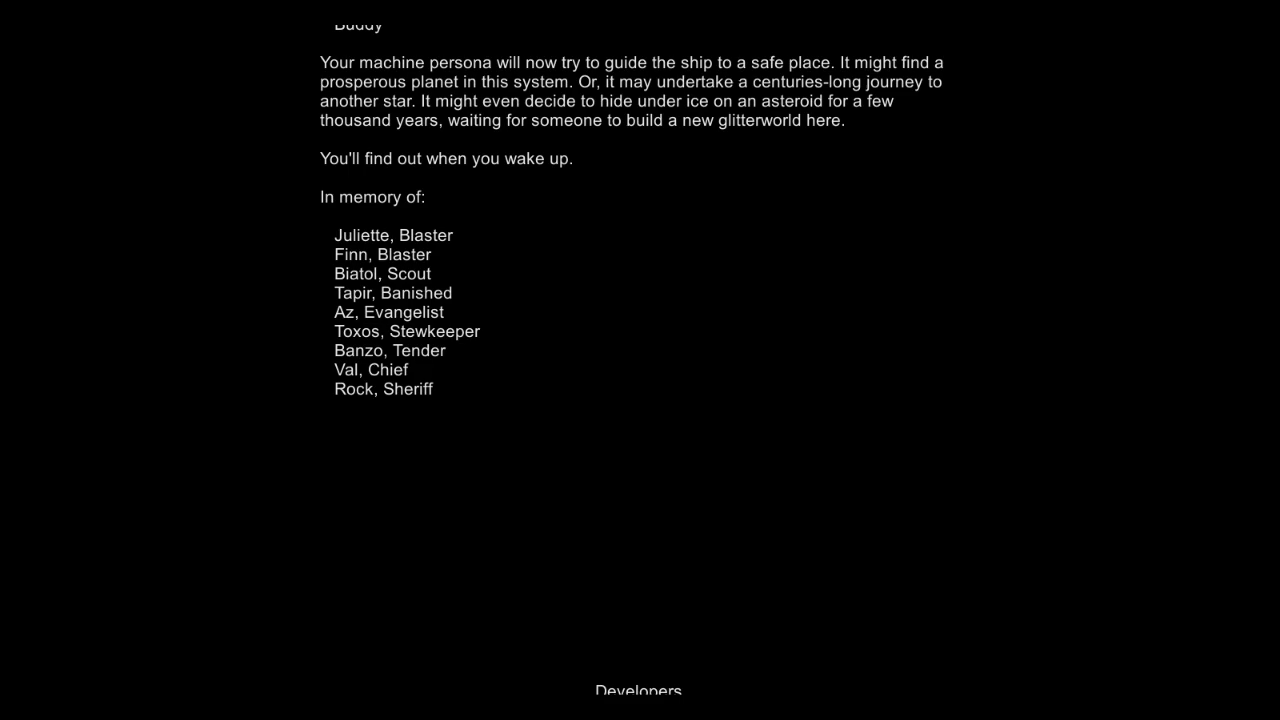 Buddy
Your machine persona will now try to guide the ship to a safe place. It might find a
prosperous planet in this system. Or, it may undertake a centuries-long journey to
another star. It might even decide to hide under ice on an asteroid for a few
thousand years, waiting for someone to build a new glitterworld here.
You'll find out when you wake up.
In memory of:
Juliette, Blaster
Finn, Blaster
Biatol, Scout
Tapir, Banished
Az, Evangelist
Toxos, Stewkeeper
Banzo, Tender
Val, Chief
Rock, Sheriff
Developers